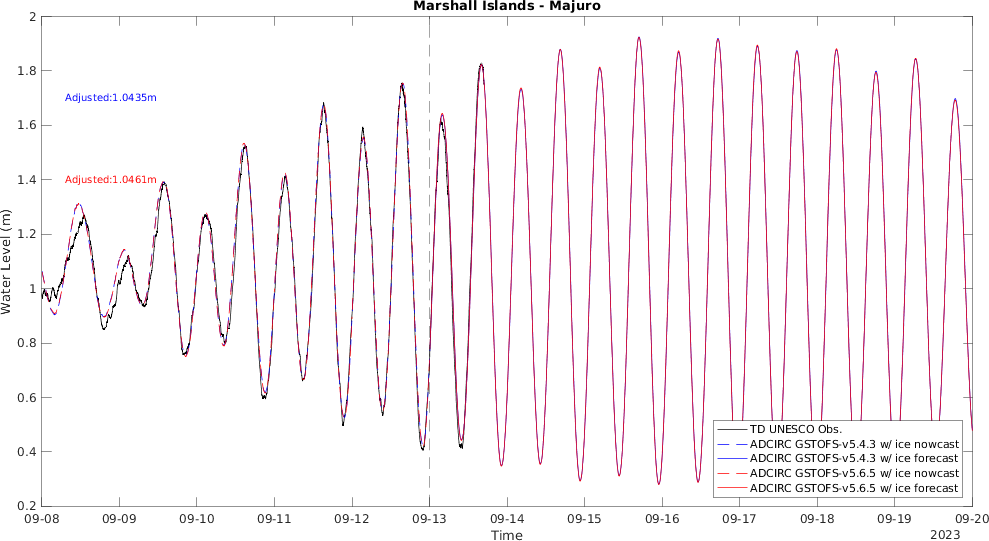 Marshall Islands - Majuro
2
1.8
1.6
1.4
1.2
1
0.8
0.6
0.4
0.2
Water Level (m)
Adjusted:1.0435m
Adjusted:1.0461m
TD UNESCO Obs.
ADCIRC GSTOFS-v5.4.3 w/ ice nowcast
ADCIRC GSTOFS-v5.4.3 w/ ice forecast
ADCIRC GSTOFS-v5.6.5 w/ ice nowcast
ADCIRC GSTOFS-v5.6.5 w/ ice forecast
09-08 09-09 09-10 09-11 09-12 09-13 09-14 09-15 09-16 09-17 09-18 09-19 09-20
Time
2023